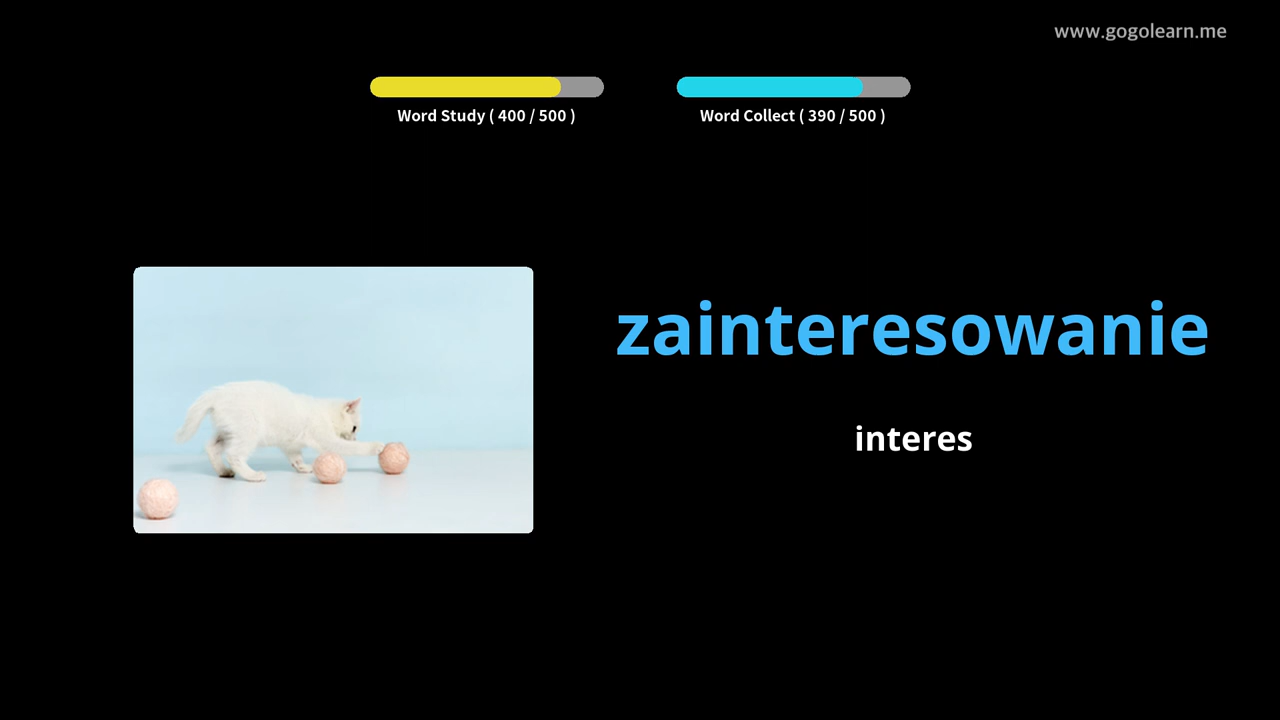 www.gogolearn.me
Word Study ( 400 / 500 )
Word Collect ( 390 / 500 )
zainteresowanie
interes